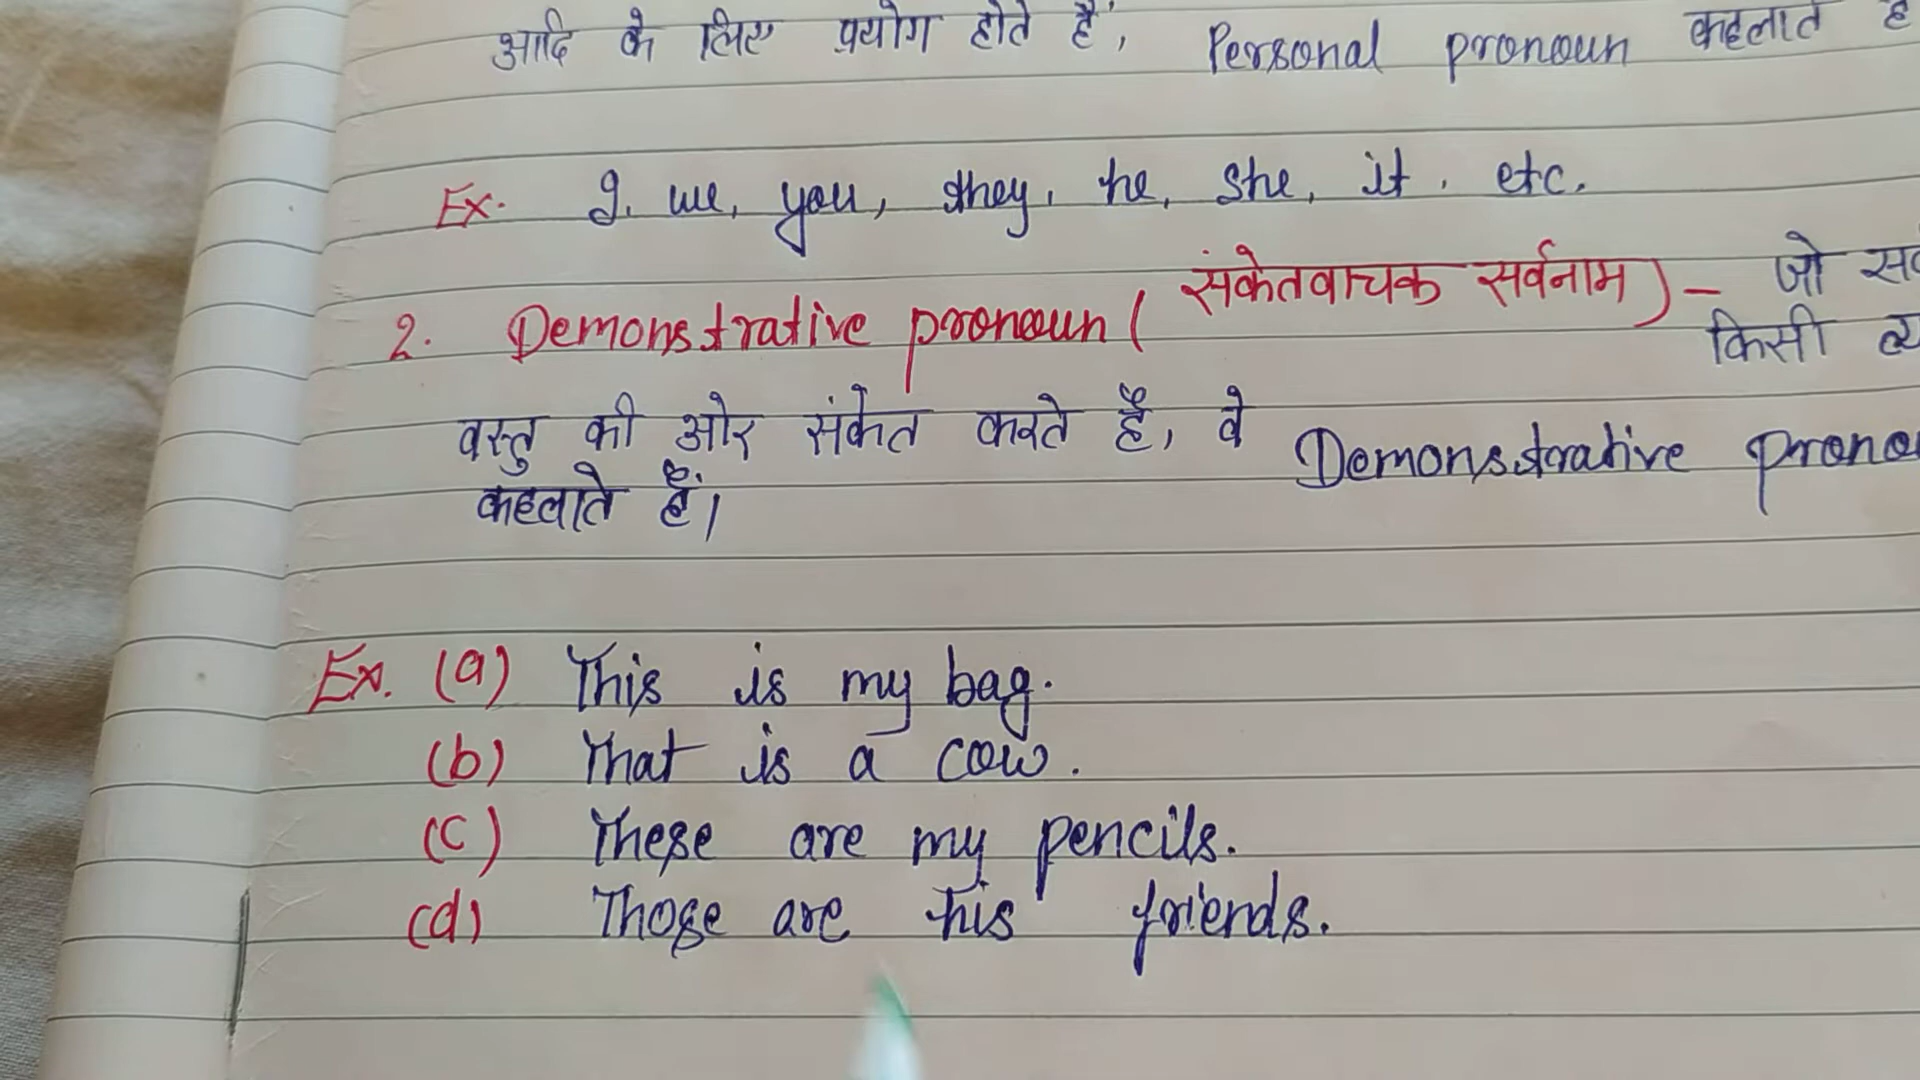 आदि के लिए प्रयोग होते हैं, Personal pronoun कहलाते है
Ex. I, we, you, they, he, she, it, etc.
2. Demonstrative pronoun ( संकेतवाचक सर्वनाम ) – जो
किसी
वस्तु की ओर संकेत करते हैं, वे Demonstrative
कहलाते हैं।
Ex. (a) This is my bag.
(b) That is a cow.
(c) These are my pencils.
(d) Those are his friends.